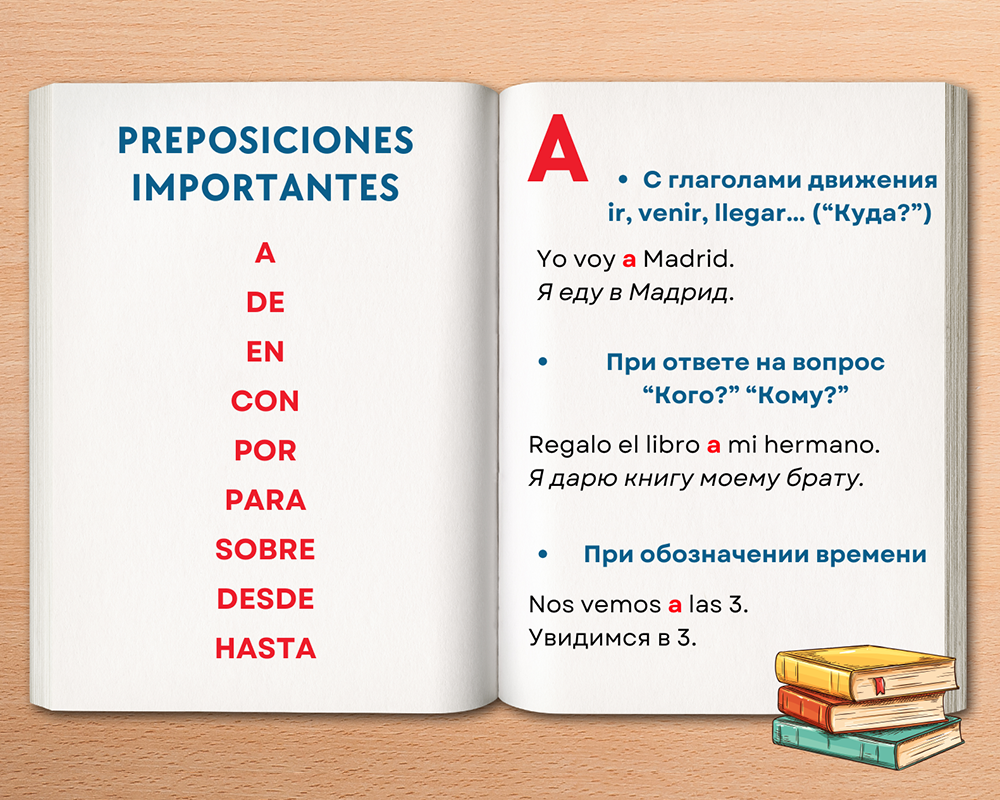 PREPOSICIONES
IMPORTANTES
A
DE
EN
CON
POR
PARA
SOBRE
DESDE
HASTA
A
• С глаголами движения
ir, venir, llegar... (“Куда?”)
Yo voy a Madrid.
Я еду в Мадрид.
• При ответе на вопрос
“Кого?” “Кому?”
Regalo el libro a mi hermano.
Я дарю книгу моему брату.
• При обозначении времени
Nos vemos a las 3.
Увидимся в 3.